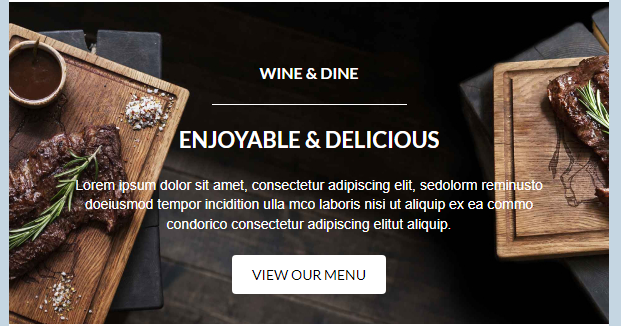 WINE & DINE
ENJOYABLE & DELICIOUS
Lorem ipsum dolor sit amet, consectetur adipiscing elit, sedolorm reminusto
doeiusmod tempor incidition ulla mco laboris nisi ut aliquip ex ea commo
condorico consectetur adipiscing elitut aliquip.
VIEW OUR MENU